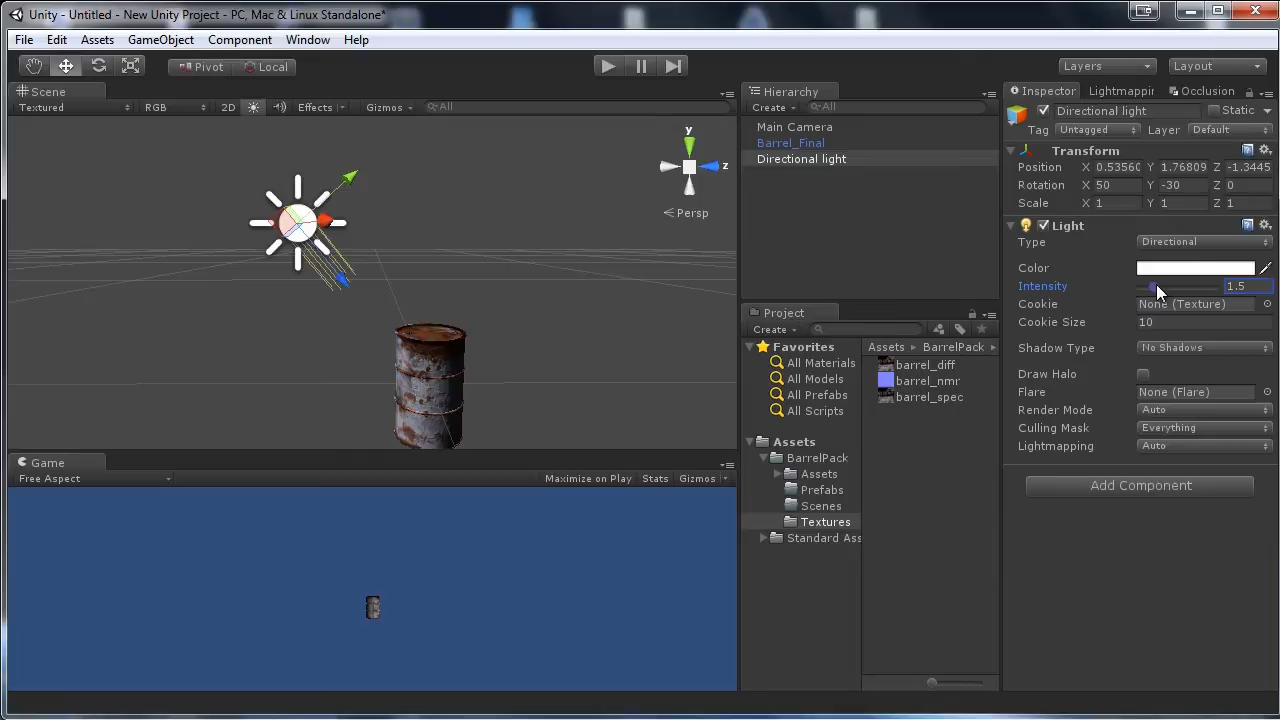 Unity - Untitled - New Unity Project - PC, Mac & Linux Standalone*
File Edit Assets GameObject Component Window Help
Pivot Local Layers Layout
Scene
Textured RGB 2D Effects Gizmos All
y
z
Persp
Game
Free Aspect Maximize on Play Stats Gizmos
Hierarchy
Create All
Main Camera
Barrel_Final
Directional light
Project
Create
Favorites
All Materials
All Models
All Prefabs
All Scripts
Assets
BarrelPack
Assets
Prefabs
Scenes
Textures
Standard Ass
Assets BarrelPack
barrel_diff
barrel_nmr
barrel_spec
Inspector Lightmappin Occlusion
Directional light Static
Tag Untagged Layer Default
Transform
Position X 0.53560 Y 1.76809 Z -1.3445
Rotation X 50 Y -30 Z 0
Scale X 1 Y 1 Z 1
Light
Type Directional
Color
Intensity 1.5
Cookie None (Texture)
Cookie Size 10
Shadow Type No Shadows
Draw Halo
Flare None (Flare)
Render Mode Auto
Culling Mask Everything
Lightmapping Auto
Add Component